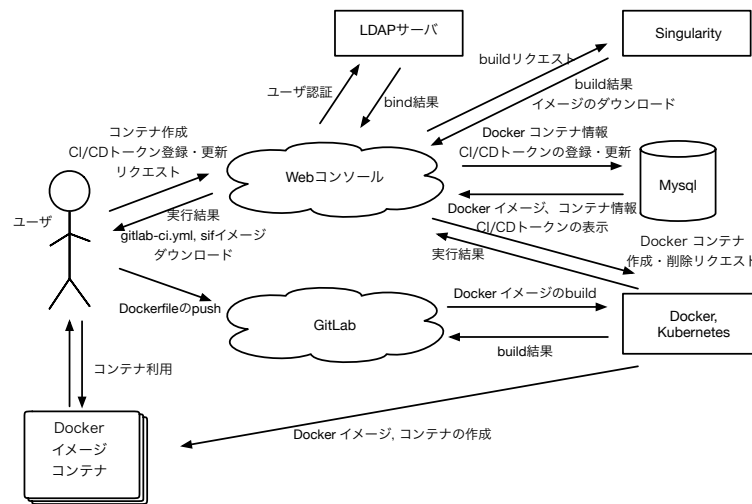 LDAPサーバ
Singularity
buildリクエスト
ユーザ認証
bind結果
build結果
イメージのダウンロード
コンテナ作成
CI/CDトークン登録・更新
リクエスト
Webコンソール
Docker コンテナ情報
CI/CDトークンの登録・更新
Mysql
ユーザ
実行結果
gitlab-ci.yml, sifイメージ
ダウンロード
Docker イメージ、コンテナ情報
CI/CDトークンの表示
実行結果
Docker コンテナ
作成・削除リクエスト
Dockerfileのpush
GitLab
Docker イメージのbuild
build結果
Docker,
Kubernetes
コンテナ利用
Docker
イメージ
コンテナ
Docker イメージ, コンテナの作成